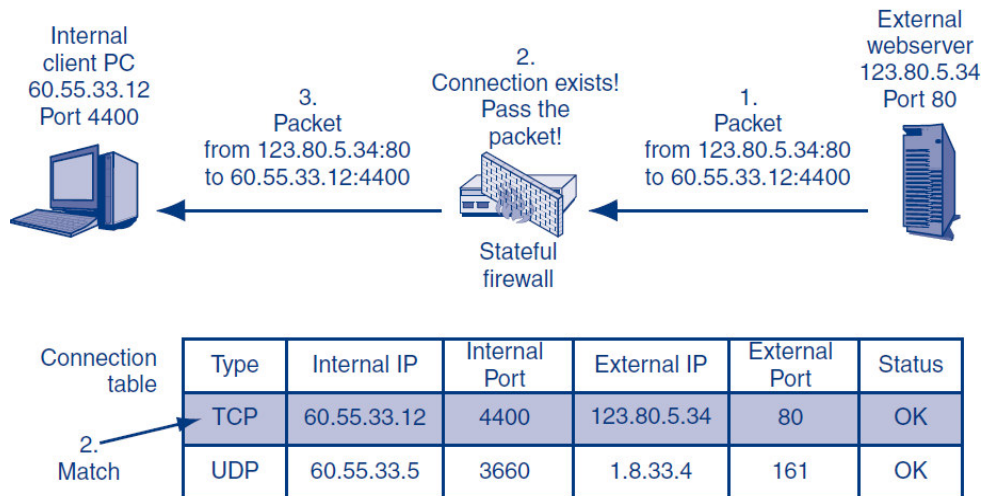 Internal
client PC
60.55.33.12
Port 4400
3.
Packet
from 123.80.5.34:80
to 60.55.33.12:4400
2.
Connection exists!
Pass the
packet!
Stateful
firewall
1.
Packet
from 123.80.5.34:80
to 60.55.33.12:4400
External
webserver
123.80.5.34
Port 80
Connection
table
2.
Match
Type Internal IP Internal Port External IP External Port Status
TCP 60.55.33.12 4400 123.80.5.34 80 OK
UDP 60.55.33.5 3660 1.8.33.4 161 OK